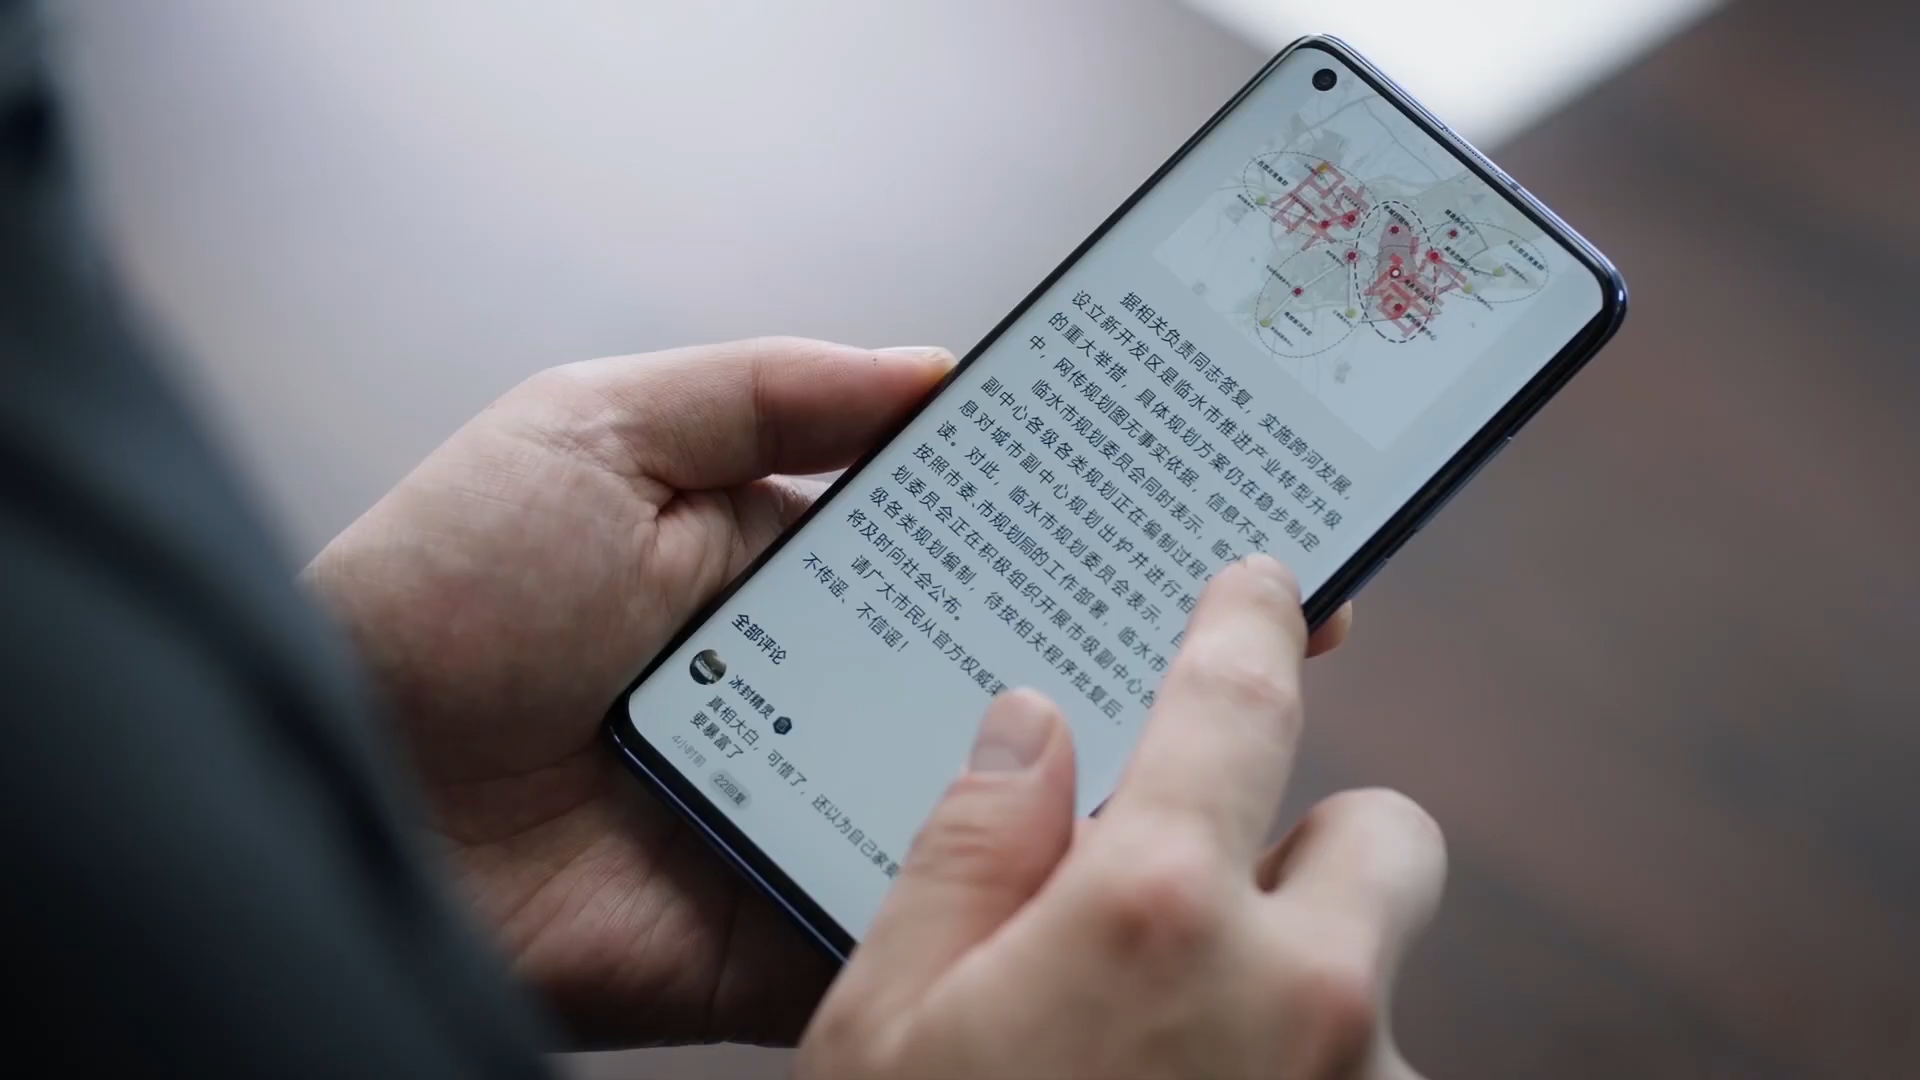 辟谣
据相关负责同志答复，实施跨河发展，
设立新开发区是临水市推进产业转型升级
的重大举措，具体规划方案仍在稳步制定
中，网传规划图无事实依据，信息不实。
临水市规划委员会同时表示，临水
副中心各级各类规划正在编制过程
息对城市副中心规划出炉并进行相
读。对此，临水市规划委员会表示，目
按照市委、市规划局的工作部署，临水市
划委员会正在积极组织开展市级副中心各
级各类规划编制，待按相关程序批复后，
将及时向社会公布。
请广大市民从官方权威渠
不传谣、不信谣！
全部评论
冰封精灵
真相大白，可惜了，还以为自己家要
要暴富了
4小时前 22回复